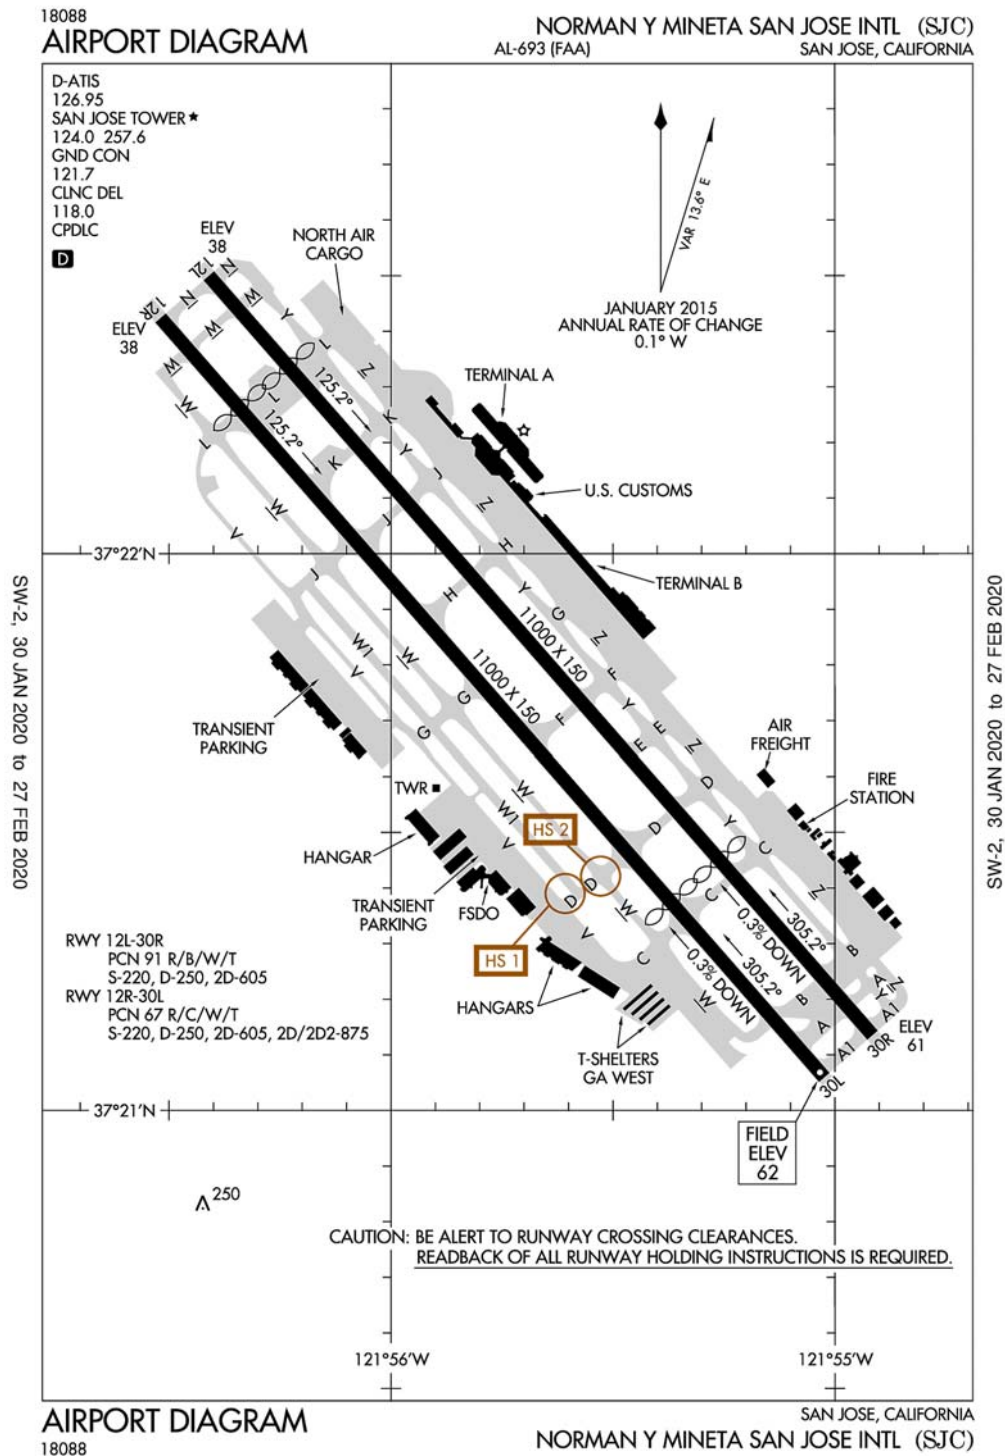 18088
AIRPORT DIAGRAM
NORMAN Y MINETA SAN JOSE INTL (SJC)
AL-693 (FAA)
SAN JOSE, CALIFORNIA
D-ATIS
126.95
SAN JOSE TOWER ★
124.0 257.6
GND CON
121.7
CLNC DEL
118.0
CPDLC
D
ELEV
38
12L
N
NORTH AIR
CARGO
VAR 13.6° E
JANUARY 2015
ANNUAL RATE OF CHANGE
0.1° W
12R
ELEV
38
N
W
W
Y
L
Z
W
W
L
L
125.2°
125.2°
K
K
Y
J
Z
TERMINAL A
U.S. CUSTOMS
V
W
J
H
37°22'N
J
H
Y
G
Z
TERMINAL B
W1
W
V
11000 X 150
11000 X 150
G
G
F
F
Y
E
E
Z
D
TRANSIENT
PARKING
AIR
FREIGHT
FIRE
STATION
TWR
W
W1
V
HS 2
D
Y
C
Z
HANGAR
TRANSIENT
PARKING
FSDO
D
D
W
V
C
C
HS 1
0.3% DOWN
0.3% DOWN
305.2°
305.2°
B
B
A
A
Z
Y
A1
A1
W
RWY 12L-30R
PCN 91 R/B/W/T
S-220, D-250, 2D-605
RWY 12R-30L
PCN 67 R/C/W/T
S-220, D-250, 2D-605, 2D/2D2-875
HANGARS
T-SHELTERS
GA WEST
30R
ELEV
61
30L
37°21'N
FIELD
ELEV
62
250
CAUTION: BE ALERT TO RUNWAY CROSSING CLEARANCES.
READBACK OF ALL RUNWAY HOLDING INSTRUCTIONS IS REQUIRED.
121°56'W
121°55'W
SW-2, 30 JAN 2020 to 27 FEB 2020
SW-2, 30 JAN 2020 to 27 FEB 2020
AIRPORT DIAGRAM
18088
SAN JOSE, CALIFORNIA
NORMAN Y MINETA SAN JOSE INTL (SJC)